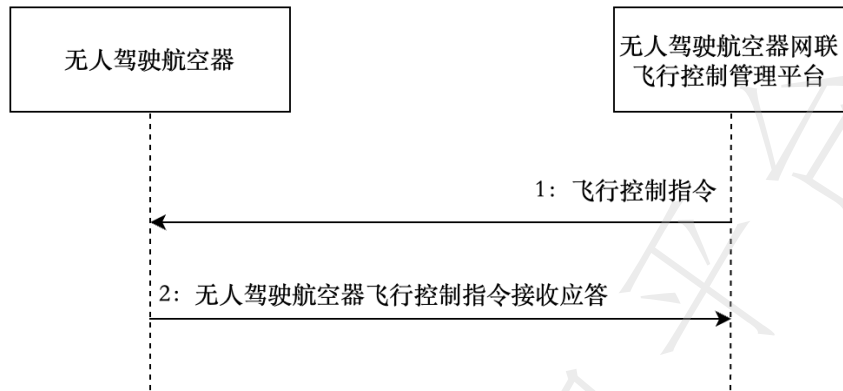 无人驾驶航空器
无人驾驶航空器网联
飞行控制管理平台
1：飞行控制指令
2：无人驾驶航空器飞行控制指令接收应答
平台